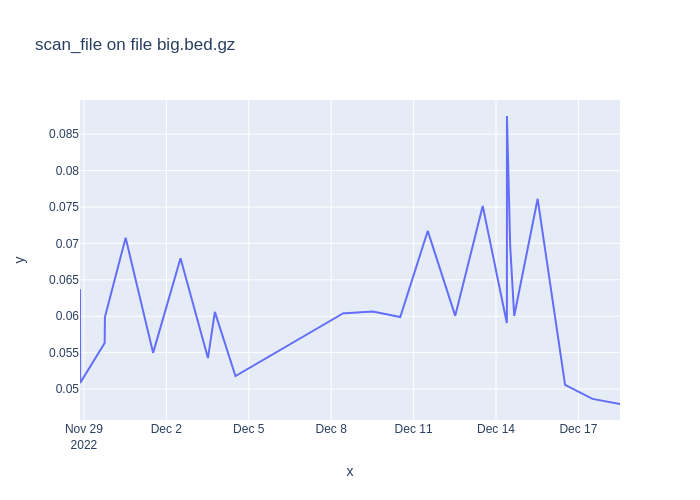 scan_file on file big.bed.gz
0.085
0.08
0.075
0.07
0.065
0.06
0.055
0.05
y
Nov 29
2022
Dec 2
Dec 5
Dec 8
Dec 11
Dec 14
Dec 17
x